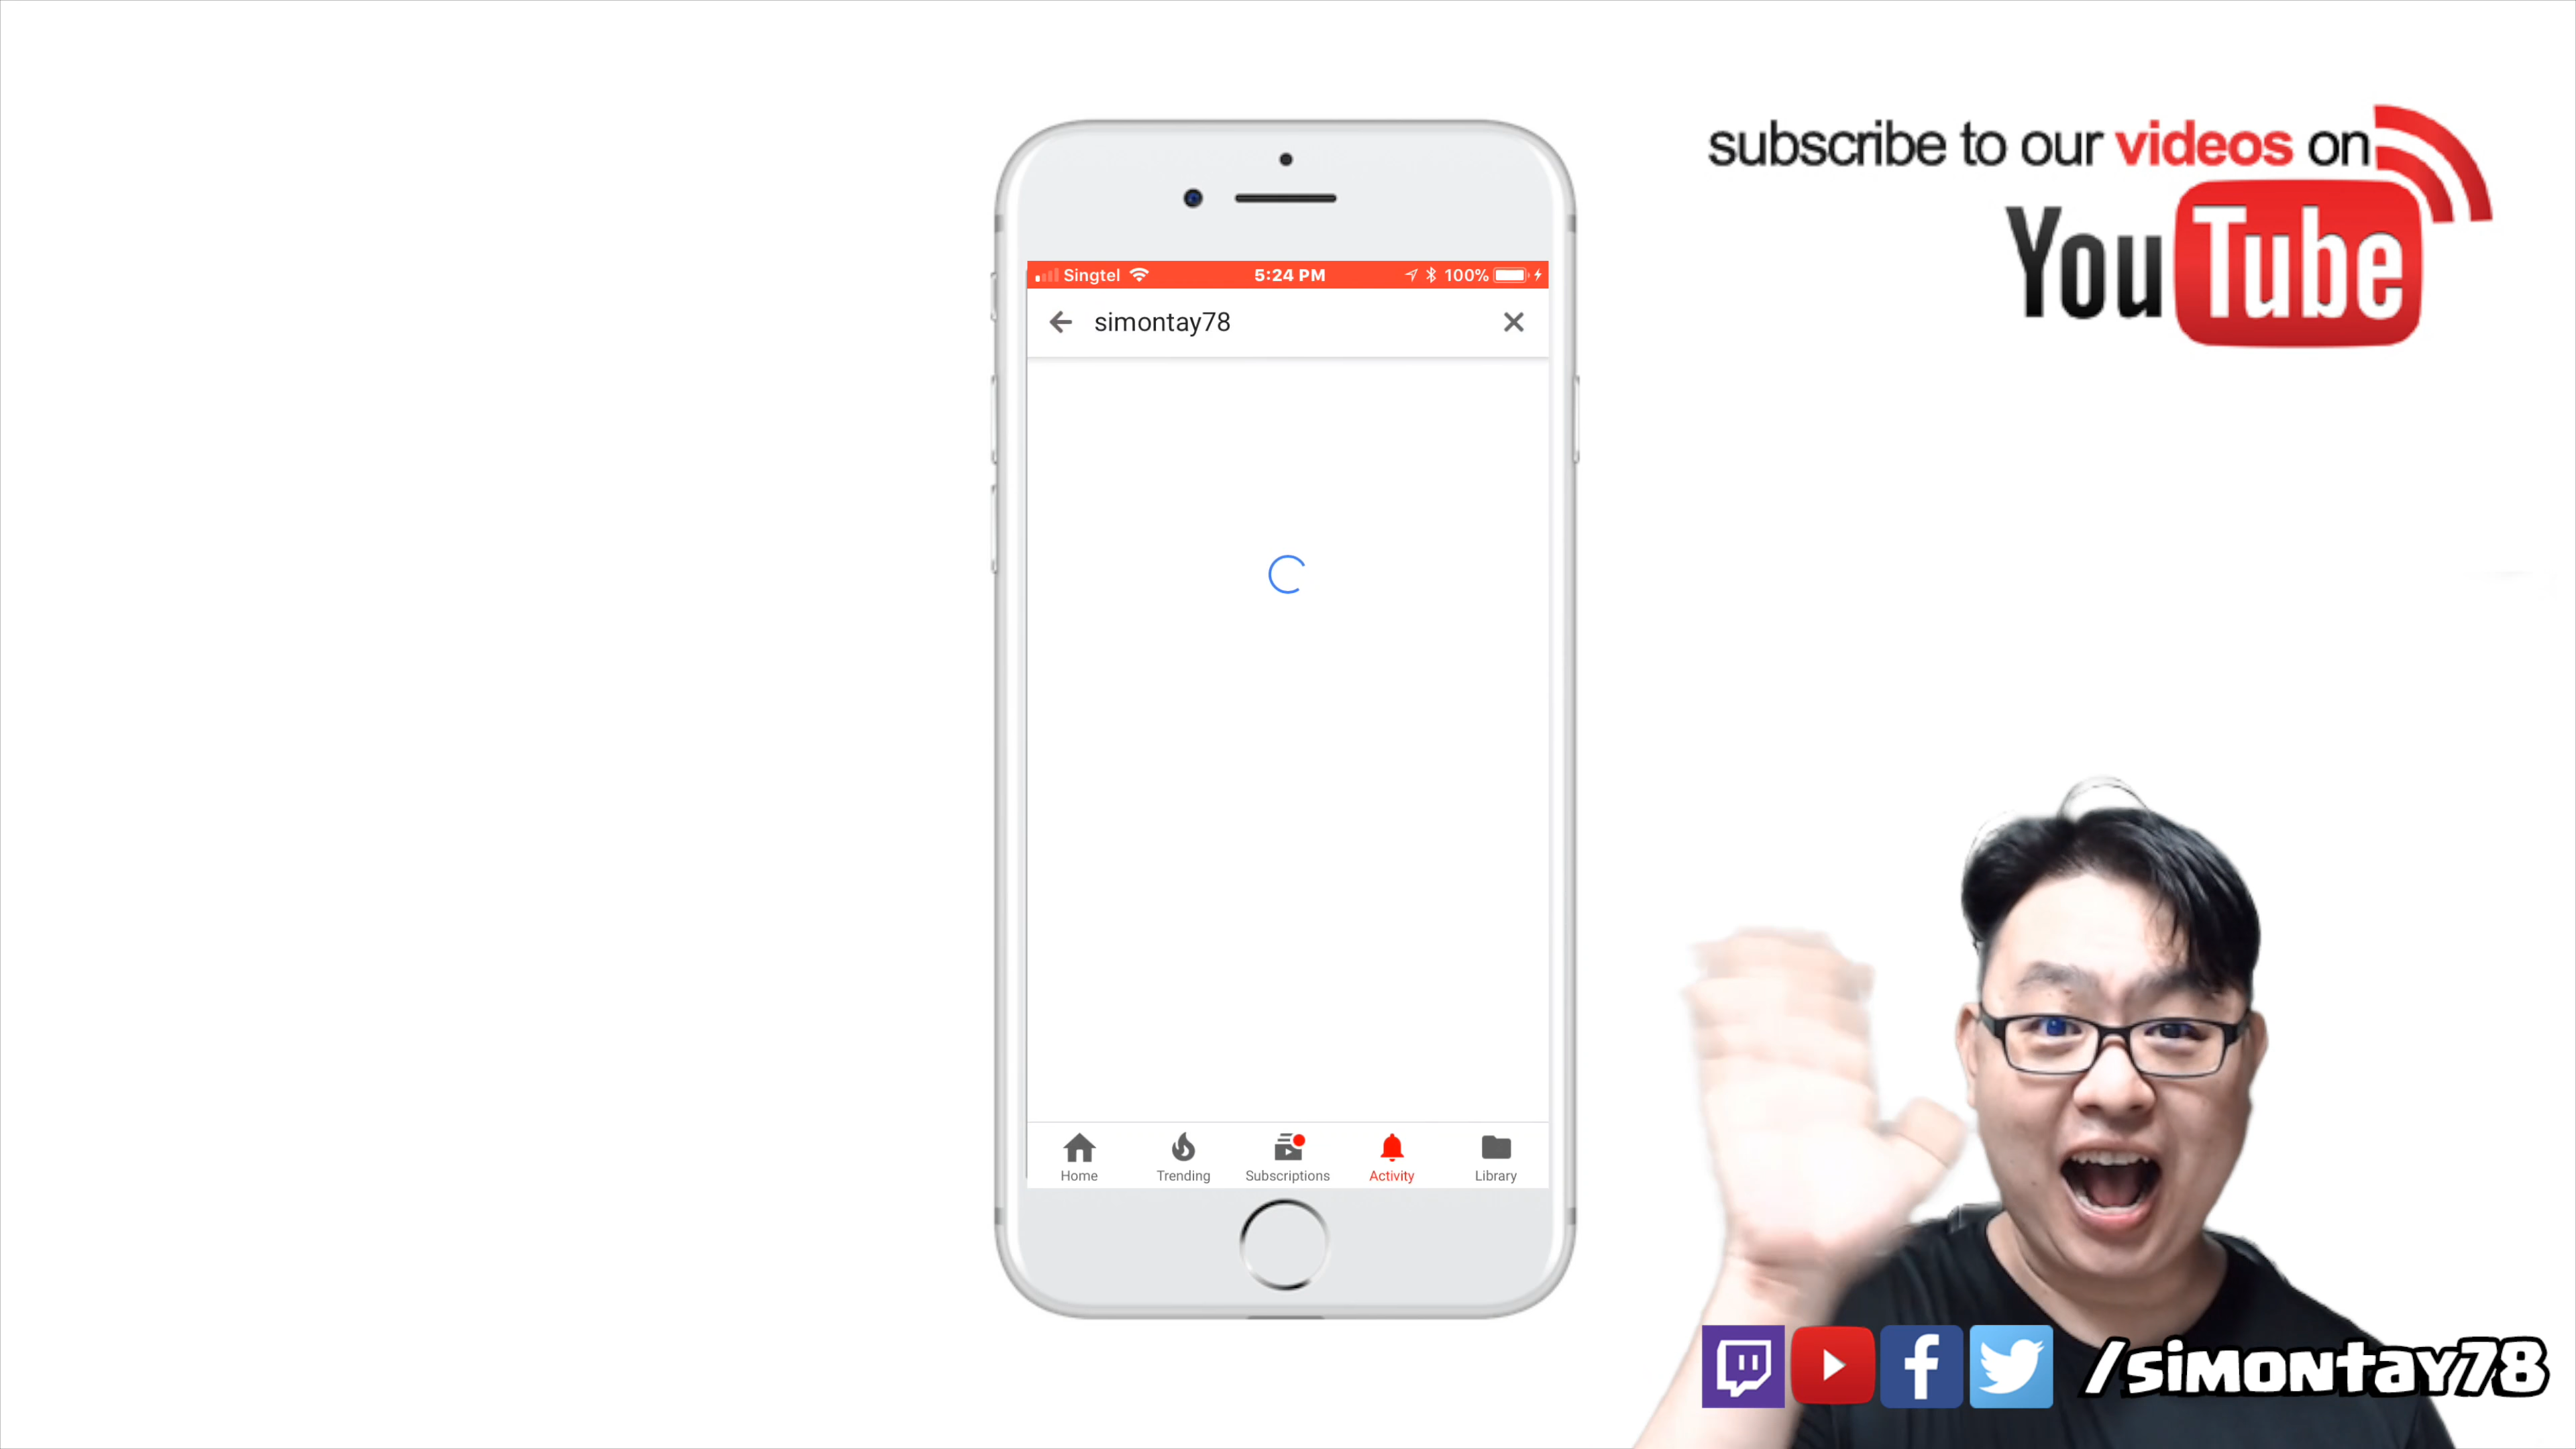 subscribe to our videos on
YouTube
Singtel 5:24 PM 100%
simontay78
Home Trending Subscriptions Activity Library
/simontay78